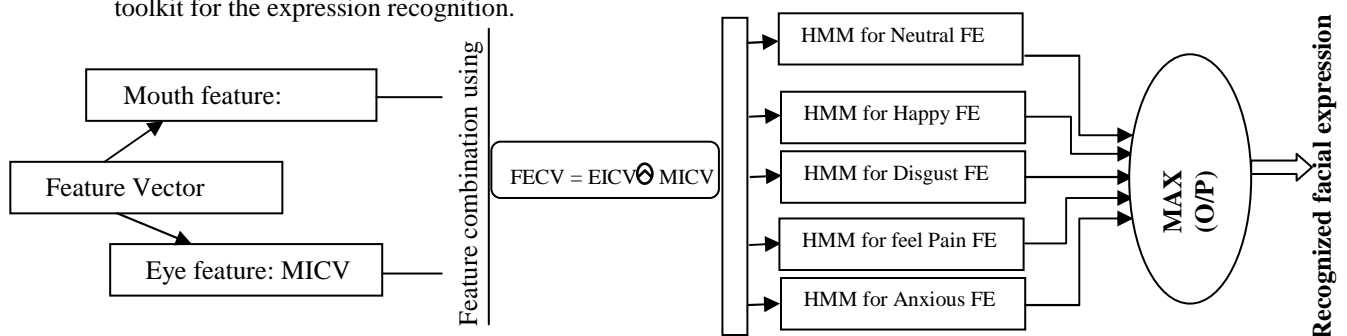 toolkit for the expression recognition.
Mouth feature:
Feature Vector
Eye feature: MICV
Feature combination using
FECV = EICV MICV
HMM for Neutral FE
HMM for Happy FE
HMM for Disgust FE
HMM for feel Pain FE
HMM for Anxious FE
MAX
(O/P)
Recognized facial expression